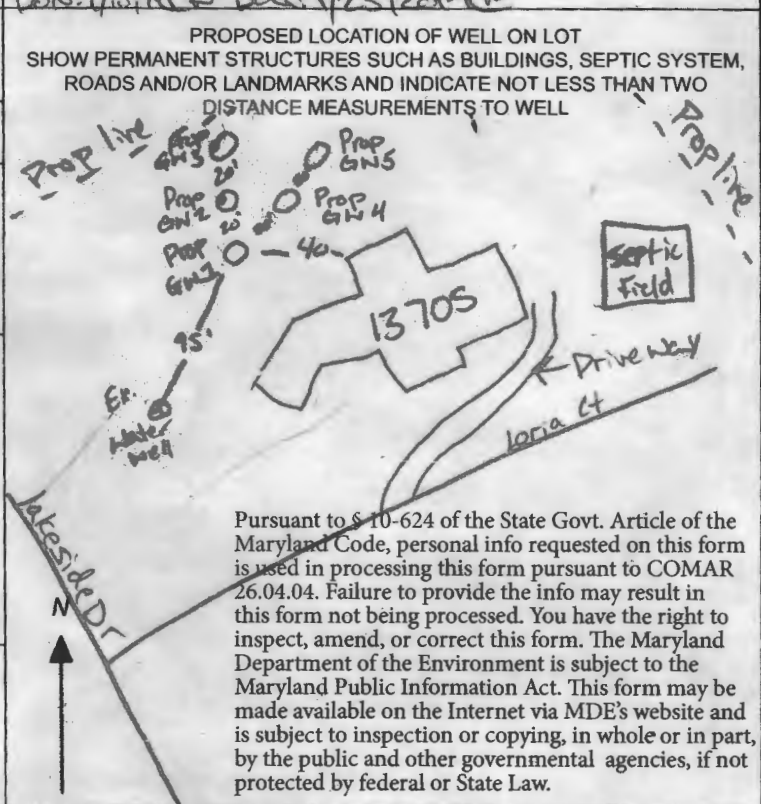 PROPOSED LOCATION OF WELL ON LOT
SHOW PERMANENT STRUCTURES SUCH AS BUILDINGS, SEPTIC SYSTEM,
ROADS AND/OR LANDMARKS AND INDICATE NOT LESS THAN TWO
DISTANCE MEASUREMENTS TO WELL
Prop line
Prop
GW3
20'
Prop
GW2
20'
Prop
GW1
Prop
GW5
Prop
GW4
40
Prop line
Septic
Field
13705
95'
Ex.
Water
well
Drive way
Loria Ct
Lakeside Dr
N
Pursuant to § 10-624 of the State Govt. Article of the
Maryland Code, personal info requested on this form
is used in processing this form pursuant to COMAR
26.04.04. Failure to provide the info may result in
this form not being processed. You have the right to
inspect, amend, or correct this form. The Maryland
Department of the Environment is subject to the
Maryland Public Information Act. This form may be
made available on the Internet via MDE's website and
is subject to inspection or copying, in whole or in part,
by the public and other governmental agencies, if not
protected by federal or State Law.